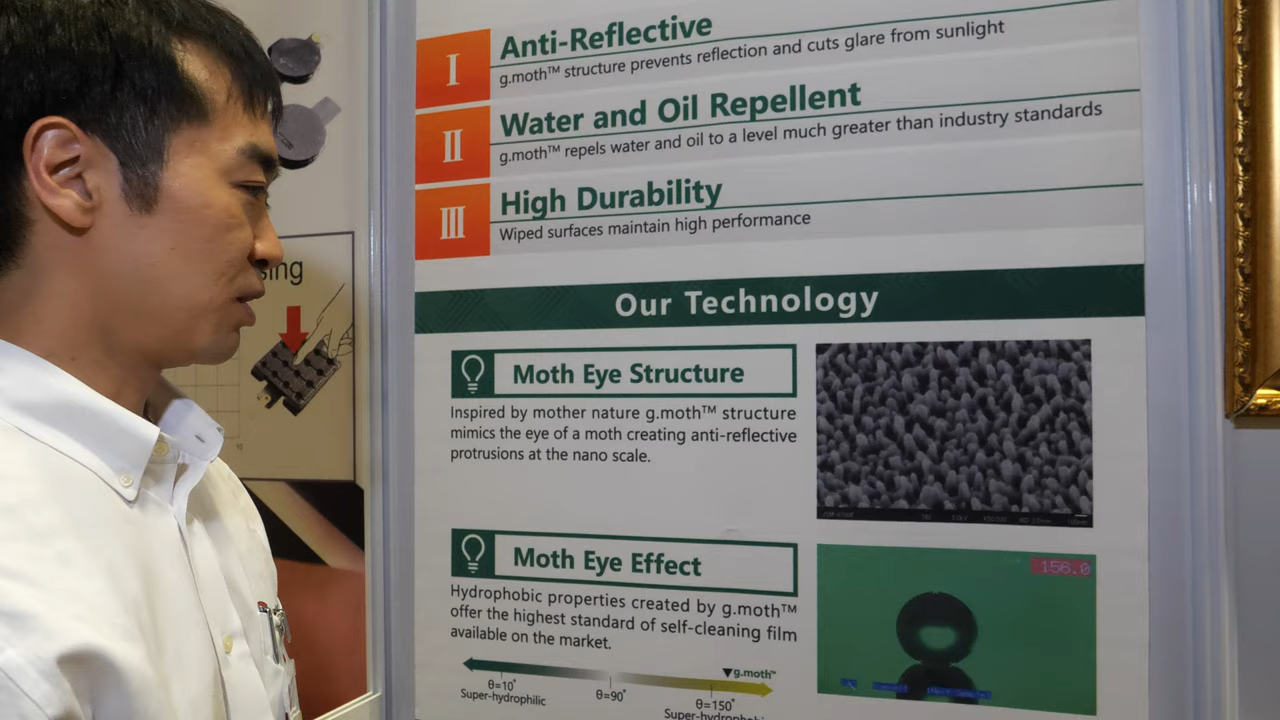 I
Anti-Reflective
g.moth™ structure prevents reflection and cuts glare from sunlight
II
Water and Oil Repellent
g.moth™ repels water and oil to a level much greater than industry standards
III
High Durability
Wiped surfaces maintain high performance
Our Technology
Moth Eye Structure
Inspired by mother nature g.moth™ structure
mimics the eye of a moth creating anti-reflective
protrusions at the nano scale.
Moth Eye Effect
Hydrophobic properties created by g.moth™
offer the highest standard of self-cleaning film
available on the market.
156.0
▼g.moth™
θ=10°
θ=90°
θ=150°
Super-hydrophilic